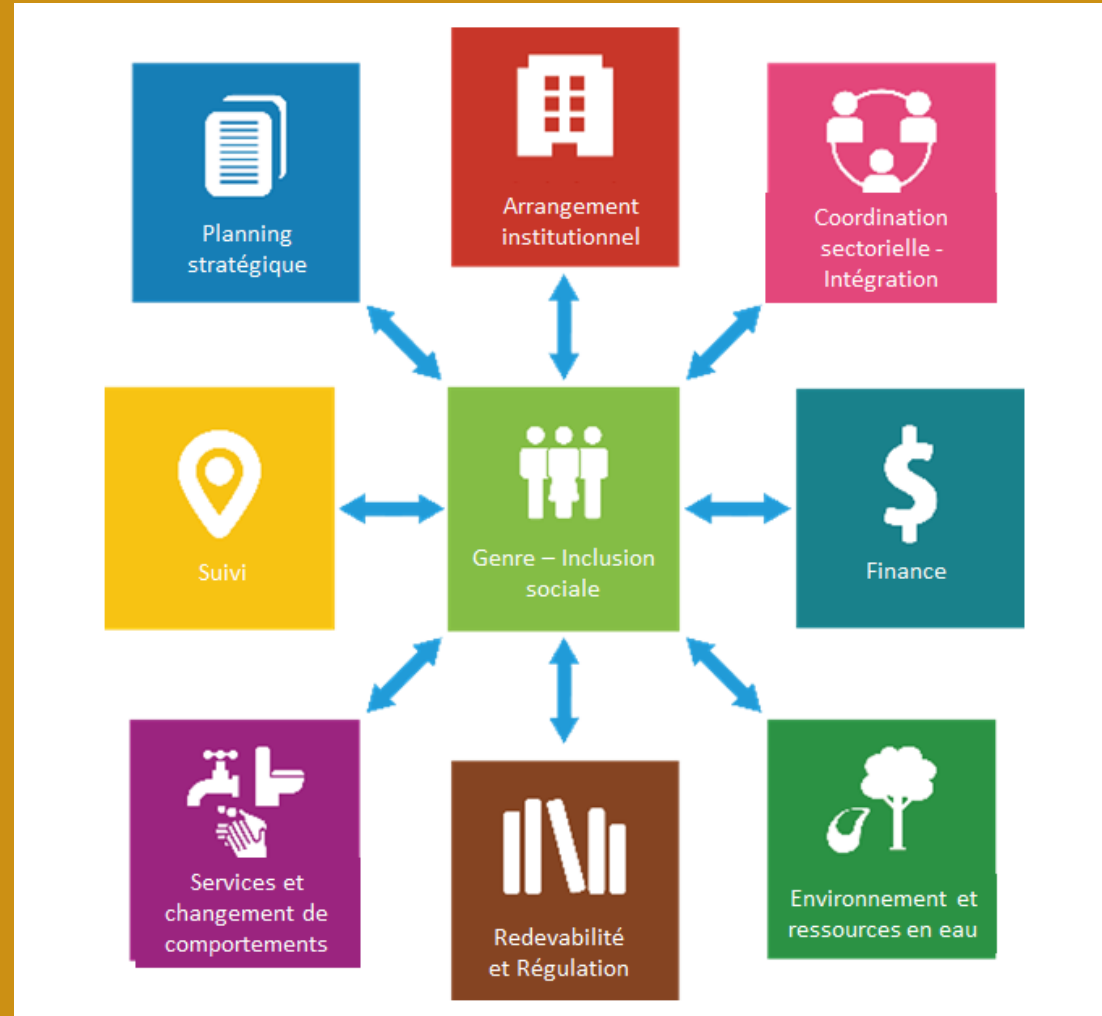 Planning
stratégique
Arrangement
institutionnel
Coordination
sectorielle -
Intégration
Suivi
Genre – Inclusion
sociale
$
Finance
Services et
changement de
comportements
Redevabilité
et Régulation
Environnement et
ressources en eau